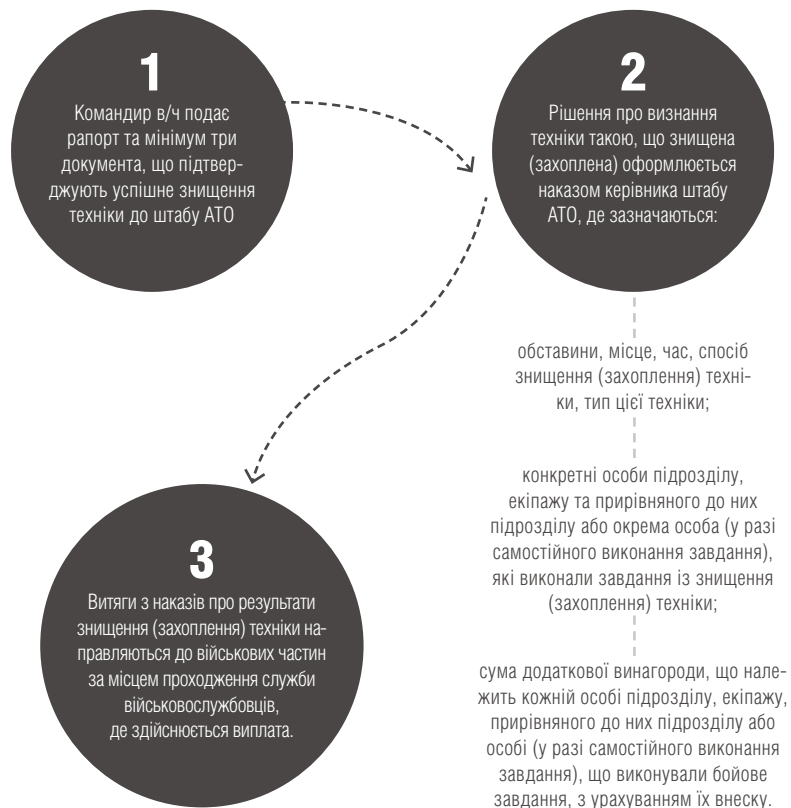 1
Командир в/ч подає
рапорт та мінімум три
документа, що підтвер-
джують успішне знищення
техніки до штабу АТО
2
Рішення про визнання
техніки такою, що знищена
(захоплена) оформлюється
наказом керівника штабу
АТО, де зазначаються:
обставини, місце, час, спосіб
знищення (захоплення) техні-
ки, тип цієї техніки;
конкретні особи підрозділу,
екіпажу та прирівняного до них
підрозділу або окрема особа (у разі
самостійного виконання завдання),
які виконали завдання із знищення
(захоплення) техніки;
сума додаткової винагороди, що нале-
жить кожній особі підрозділу, екіпажу,
прирівняного до них підрозділу або
особі (у разі самостійного виконання
завдання), що виконували бойове
завдання, з урахуванням їх внеску.
3
Витяги з наказів про результати
знищення (захоплення) техніки на-
правляються до військових частин
за місцем проходження служби
військовослужбовців,
де здійснюється виплата.